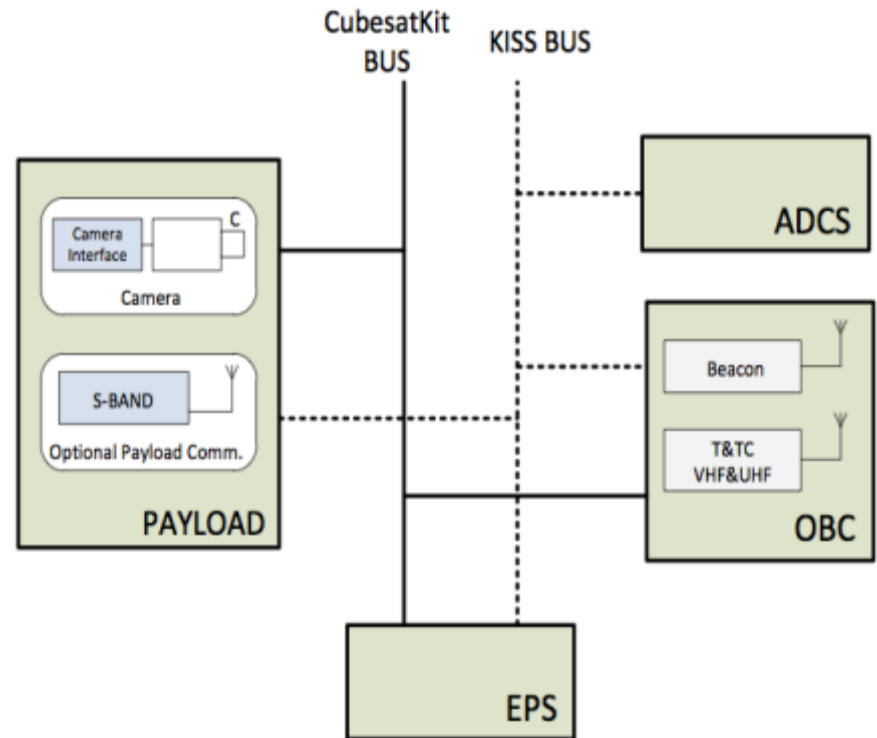 CubesatKit
BUS
KISS BUS
Camera
Interface
C
Camera
S-BAND
Optional Payload Comm.
PAYLOAD
ADCS
Beacon
T&TC
VHF&UHF
OBC
EPS